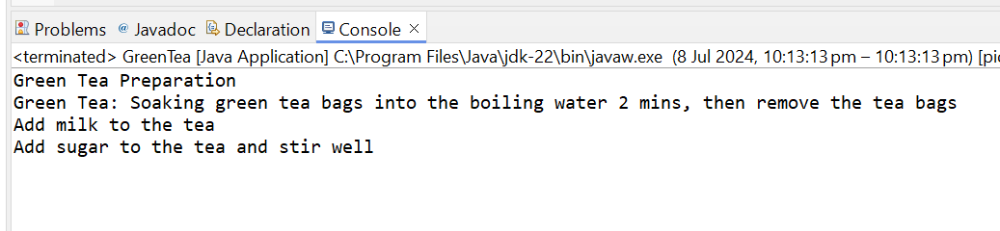 Problems @ Javadoc Declaration Console
<terminated> GreenTea [Java Application] C:\Program Files\Java\jdk-22\bin\javaw.exe (8 Jul 2024, 10:13:13 pm – 10:13:13 pm) [pid
Green Tea Preparation
Green Tea: Soaking green tea bags into the boiling water 2 mins, then remove the tea bags
Add milk to the tea
Add sugar to the tea and stir well